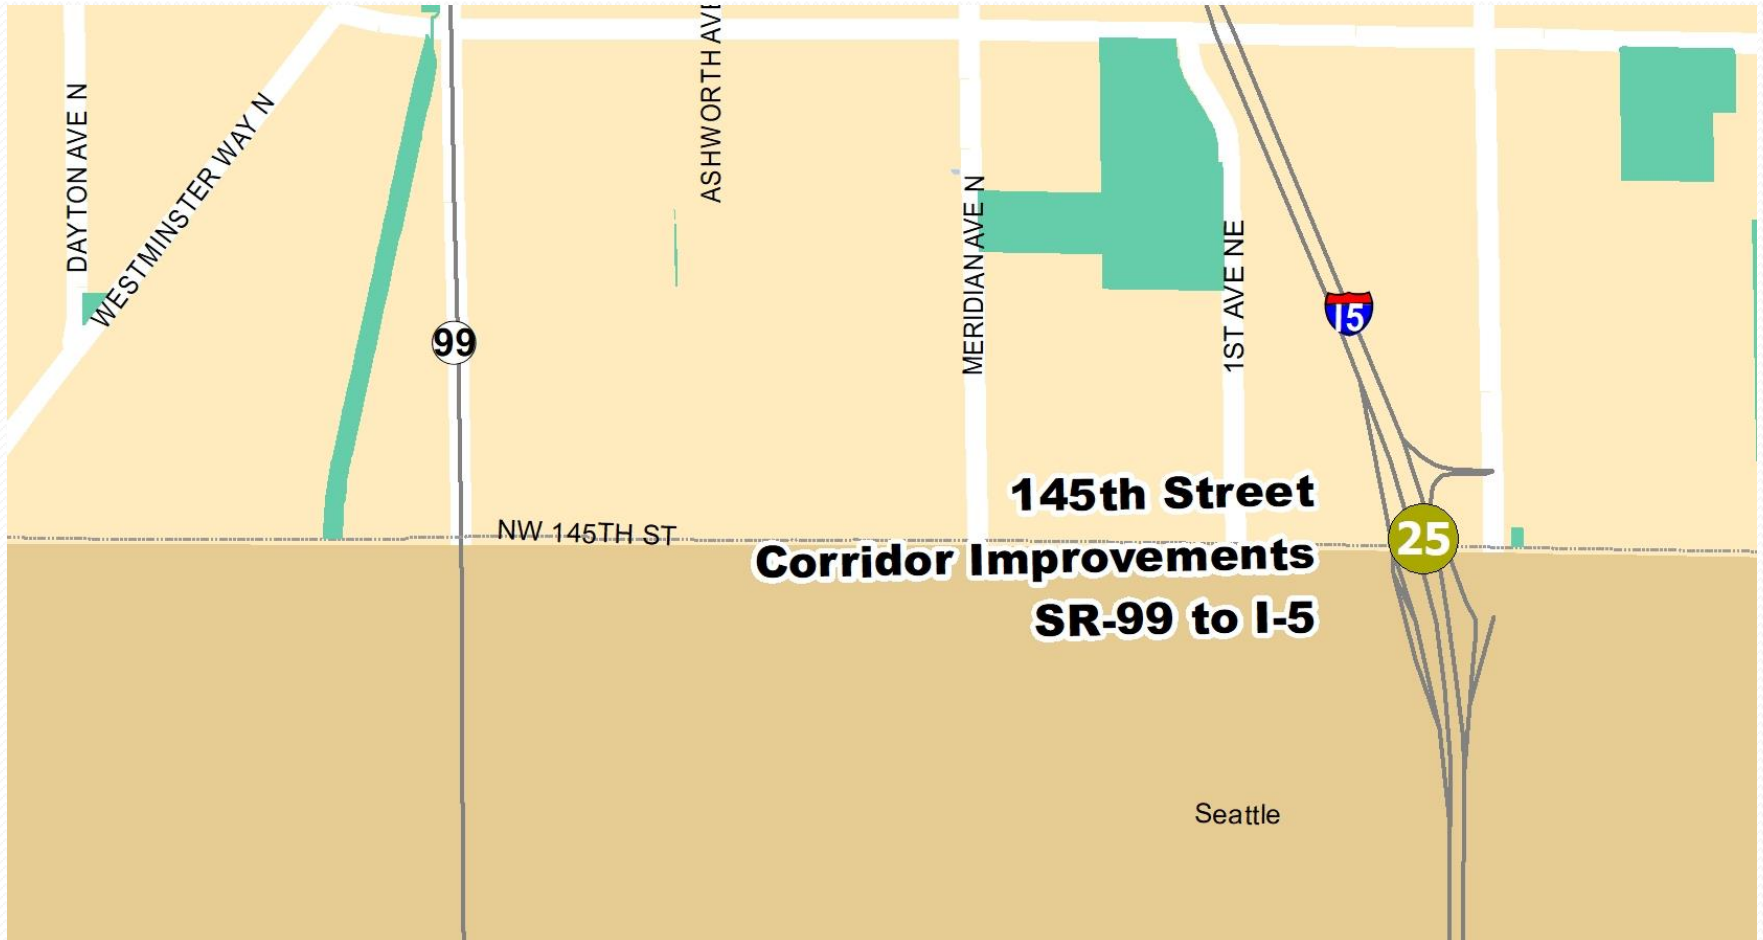 DAYTON AVE N
WESTMINSTER WAY N
99
ASHWORTH AVE
MERIDIAN AVE N
1ST AVE NE
15
NW 145TH ST
145th Street
Corridor Improvements
SR-99 to I-5
25
Seattle